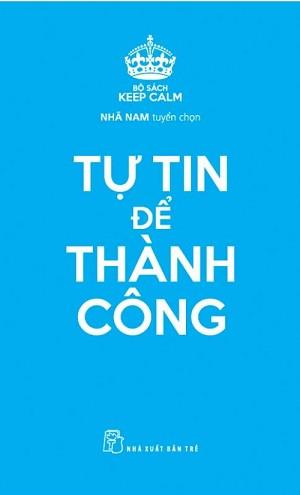 BỘ SÁCH
KEEP CALM
NHÃ NAM tuyển chọn
TỰ TIN
ĐỂ
THÀNH
CÔNG
NHÀ XUẤT BẢN TRẺ